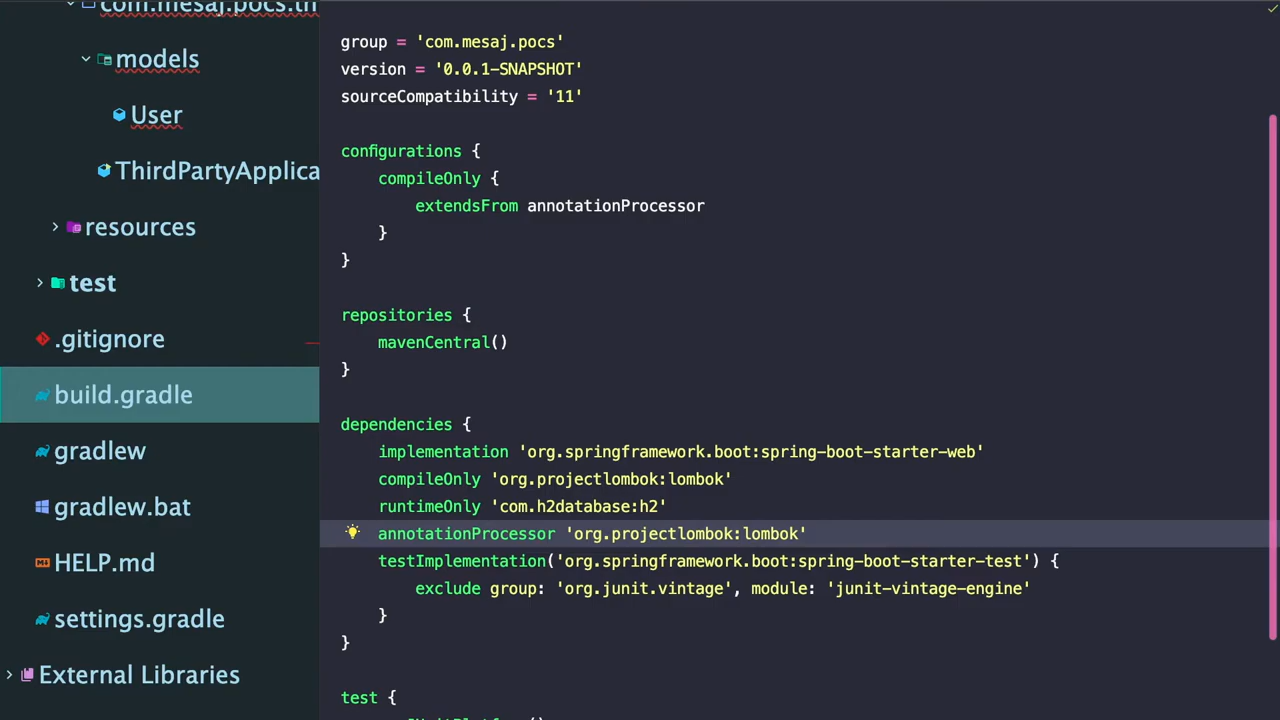 com.mesaj.pocs.th
models
User
ThirdPartyApplica
resources
test
.gitignore
build.gradle
gradlew
gradlew.bat
HELP.md
settings.gradle
External Libraries
group = 'com.mesaj.pocs'
version = '0.0.1-SNAPSHOT'
sourceCompatibility = '11'
configurations {
compileOnly {
extendsFrom annotationProcessor
}
}
repositories {
mavenCentral()
}
dependencies {
implementation 'org.springframework.boot:spring-boot-starter-web'
compileOnly 'org.projectlombok:lombok'
runtimeOnly 'com.h2database:h2'
annotationProcessor 'org.projectlombok:lombok'
testImplementation('org.springframework.boot:spring-boot-starter-test') {
exclude group: 'org.junit.vintage', module: 'junit-vintage-engine'
}
}
test {